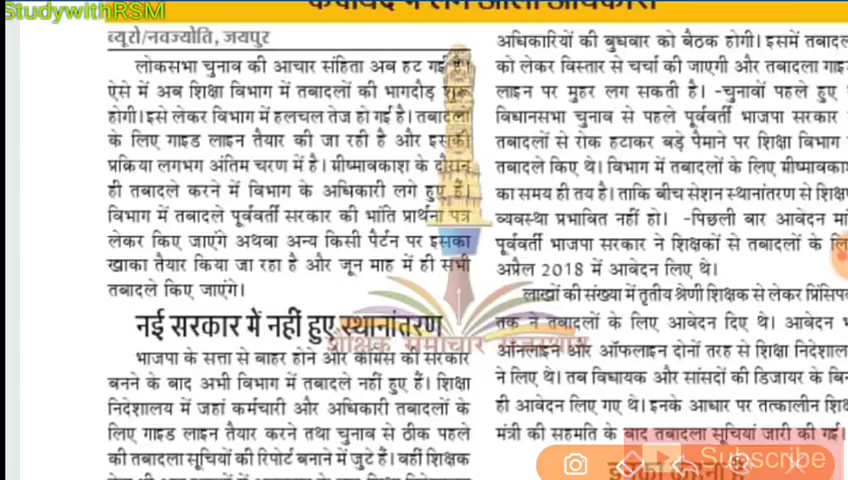 StudywithRSM
ब्यूरो/नवज्योति, जयपुर
लोकसभा चुनाव की आचार संहिता अब हट गई है।
ऐसे में अब शिक्षा विभाग में तबादलों की भागदौड़ शुरू
होगी। इसे लेकर विभाग में हलचल तेज हो गई है। तबादलों
के लिए गाइड लाइन तैयार की जा रही है और इसकी
प्रक्रिया लगभग अंतिम चरण में है। ग्रीष्मावकाश के दौरान
ही तबादले करने में विभाग के अधिकारी लगे हुए हैं।
विभाग में तबादले पूर्ववर्ती सरकार की भांति प्रार्थना पत्र
लेकर किए जाएंगे अथवा अन्य किसी पैर्टन पर इसका
खाका तैयार किया जा रहा है और जून माह में ही सभी
तबादले किए जाएंगे।
नई सरकार में नहीं हुए स्थानांतरण
भाजपा के सत्ता से बाहर होने और कांग्रेस की सरकार
बनने के बाद अभी विभाग में तबादले नहीं हुए हैं। शिक्षा
निदेशालय में जहां कर्मचारी और अधिकारी तबादलों के
लिए गाइड लाइन तैयार करने तथा चुनाव से ठीक पहले
की तबादला सूचियों की रिपोर्ट बनाने में जुटे हैं। वहीं शिक्षक
अधिकारियों की बुधवार को बैठक होगी। इसमें तबादल
को लेकर विस्तार से चर्चा की जाएगी और तबादला गाइड
लाइन पर मुहर लग सकती है। -चुनावों पहले हुए
विधानसभा चुनाव से पहले पूर्ववर्ती भाजपा सरकार
तबादलों से रोक हटाकर बड़े पैमाने पर शिक्षा विभाग
तबादले किए थे। विभाग में तबादलों के लिए ग्रीष्मावका
का समय ही तय है। ताकि बीच सेशन स्थानांतरण से शिक्ष
व्यवस्था प्रभावित नहीं हो। -पिछली बार आवेदन मां
पूर्ववर्ती भाजपा सरकार ने शिक्षकों से तबादलों के लि
अप्रैल 2018 में आवेदन लिए थे।
लाखों की संख्या में तृतीय श्रेणी शिक्षक से लेकर प्रिंसिप
तक ने तबादलों के लिए आवेदन दिए थे। आवेदन
ऑनलाइन और ऑफलाइन दोनों तरह से शिक्षा निदेशाल
ने लिए थे। तब विधायक और सांसदों की डिजायर के बिन
ही आवेदन लिए गए थे। इनके आधार पर तत्कालीन शिक्ष
मंत्री की सहमति के बाद तबादला सूचियां जारी की गई।
शैक्षिक समाचार राजस्थान
Subscribe
इनका कहना है